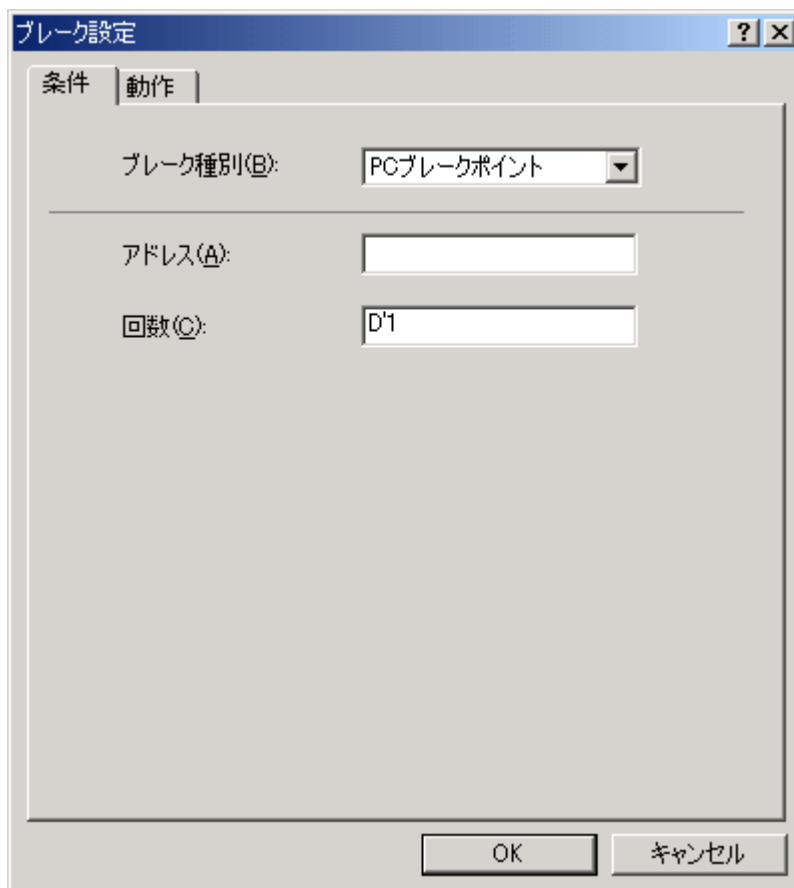 ブレーク設定
条件 動作
ブレーク種別(B): PCブレークポイント
アドレス(A):
回数(C): D'1
OK キャンセル